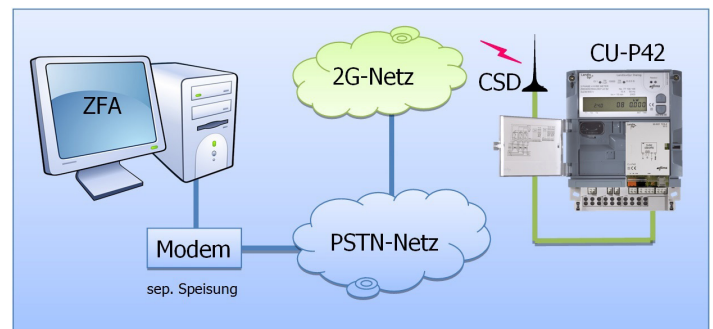 ZFA
2G-Netz
CSD
CU-P42
Modem
PSTN-Netz
sep. Speisung